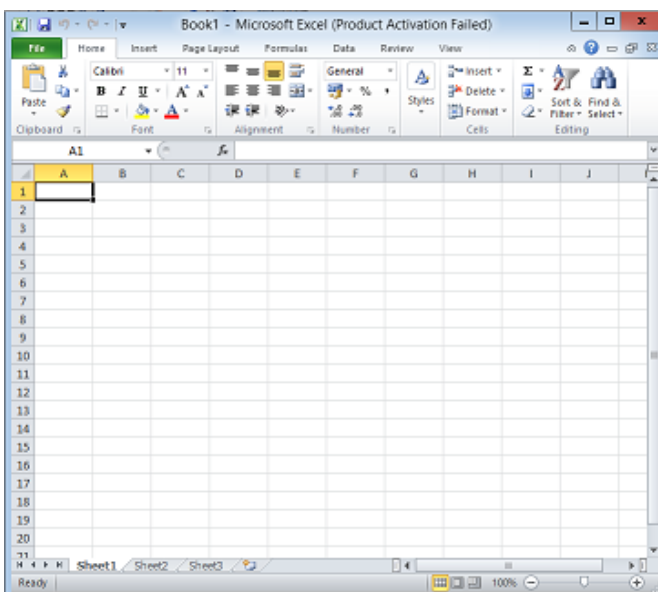 Book1 - Microsoft Excel (Product Activation Failed)
File Home Insert Page Layout Formulas Data Review View
Calibri 11 General Insert Σ
B I U A A Delete
Paste A % , Styles Format Sort & Filter Find & Select
Clipboard Font Alignment Number Cells Editing
A1 fx
A B C D E F G H I J
1
2
3
4
5
6
7
8
9
10
11
12
13
14
15
16
17
18
19
20
21
Sheet1 Sheet2 Sheet3
Ready 100%